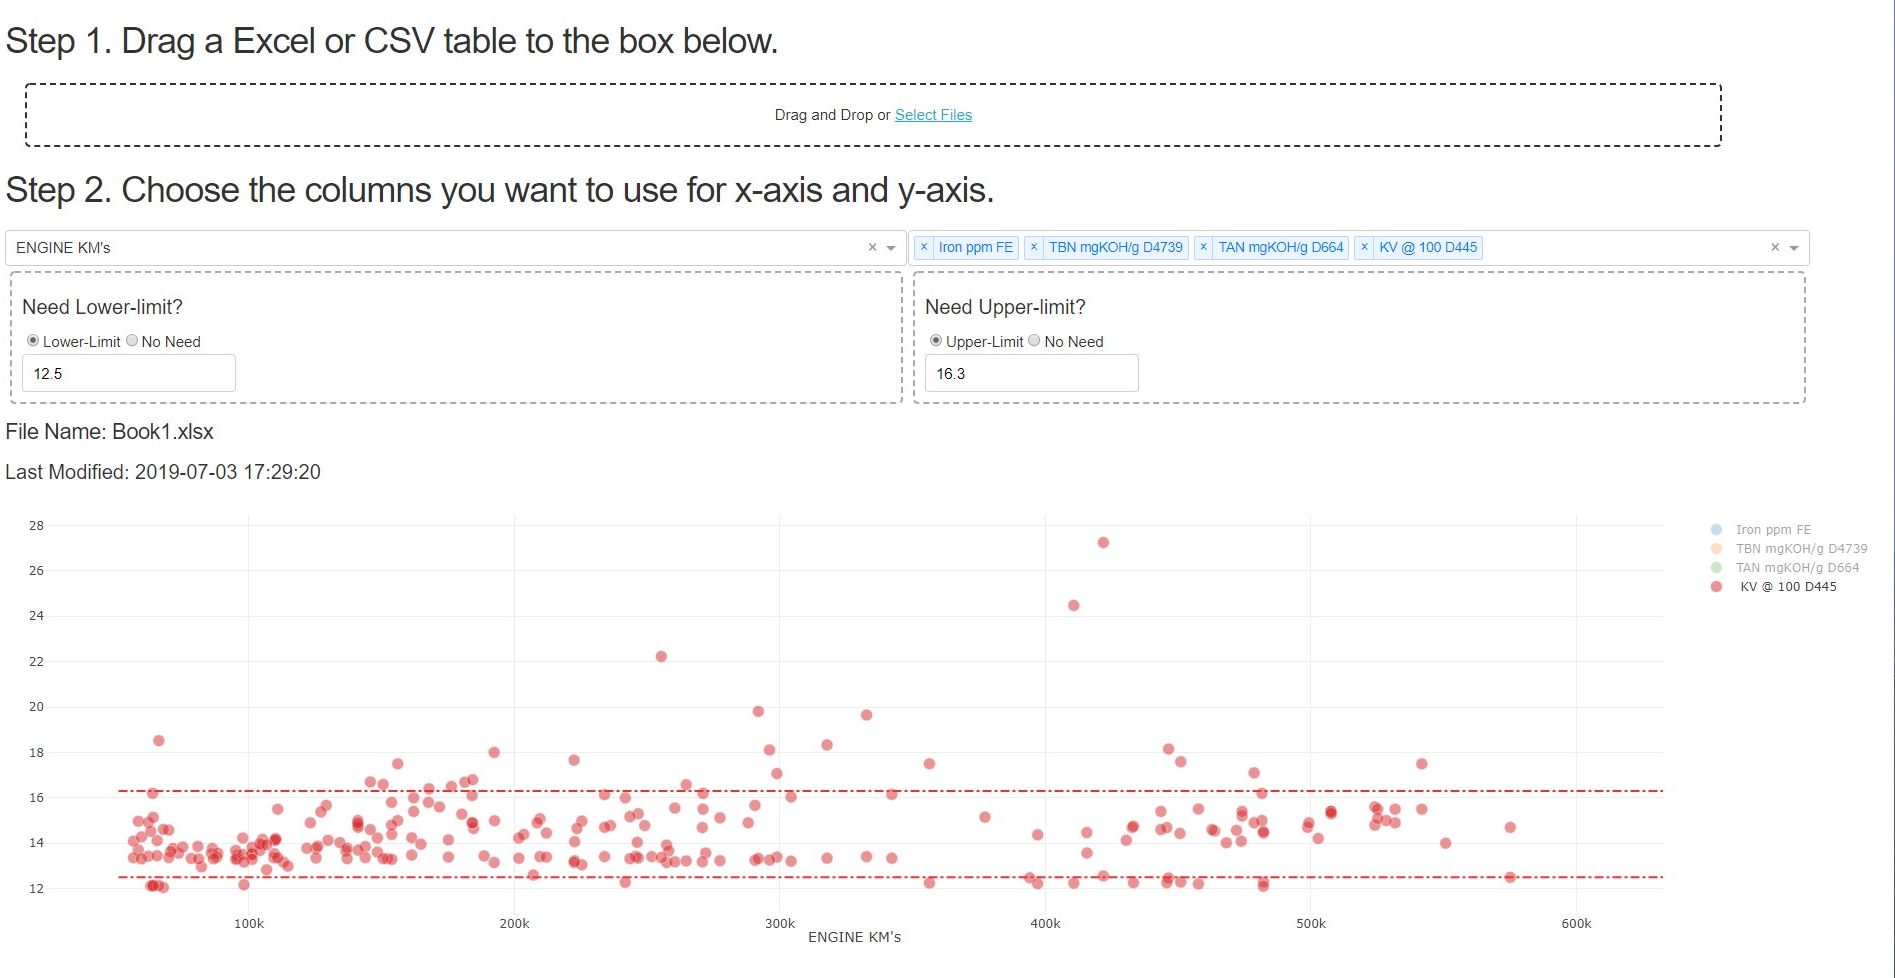 Step 1. Drag a Excel or CSV table to the box below.
Drag and Drop or Select Files
Step 2. Choose the columns you want to use for x-axis and y-axis.
ENGINE KM's × × Iron ppm FE × TBN mgKOH/g D4739 × TAN mgKOH/g D664 × KV @ 100 D445 ×
Need Lower-limit?
Lower-Limit No Need
12.5
Need Upper-limit?
Upper-Limit No Need
16.3
File Name: Book1.xlsx
Last Modified: 2019-07-03 17:29:20
28
26
24
22
20
18
16
14
12
100k 200k 300k 400k 500k 600k
ENGINE KM's
Iron ppm FE
TBN mgKOH/g D4739
TAN mgKOH/g D664
KV @ 100 D445